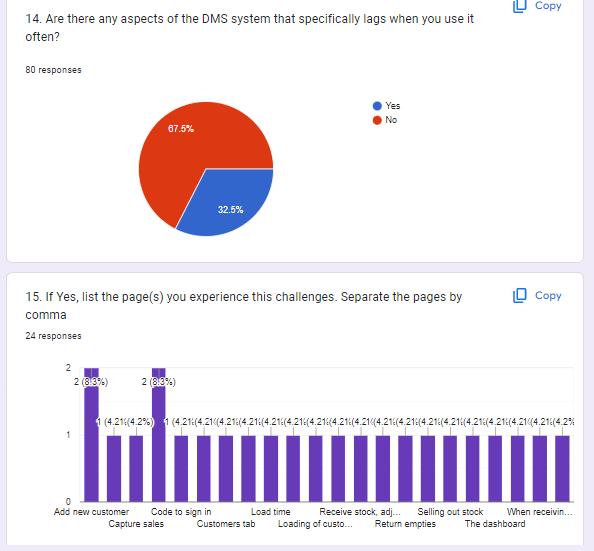 Copy
14. Are there any aspects of the DMS system that specifically lags when you use it
often?
80 responses
Yes
No
67.5%
32.5%
15. If Yes, list the page(s) you experience this challenges. Separate the pages by
Copy
comma
24 responses
2
2 (8.3%)
2 (8.3%)
1 (4.2%)
1
0
Add new customer
Code to sign in
Load time
Receive stock, adj...
Selling out stock
When receivin...
Capture sales
Customers tab
Loading of custo...
Return empties
The dashboard